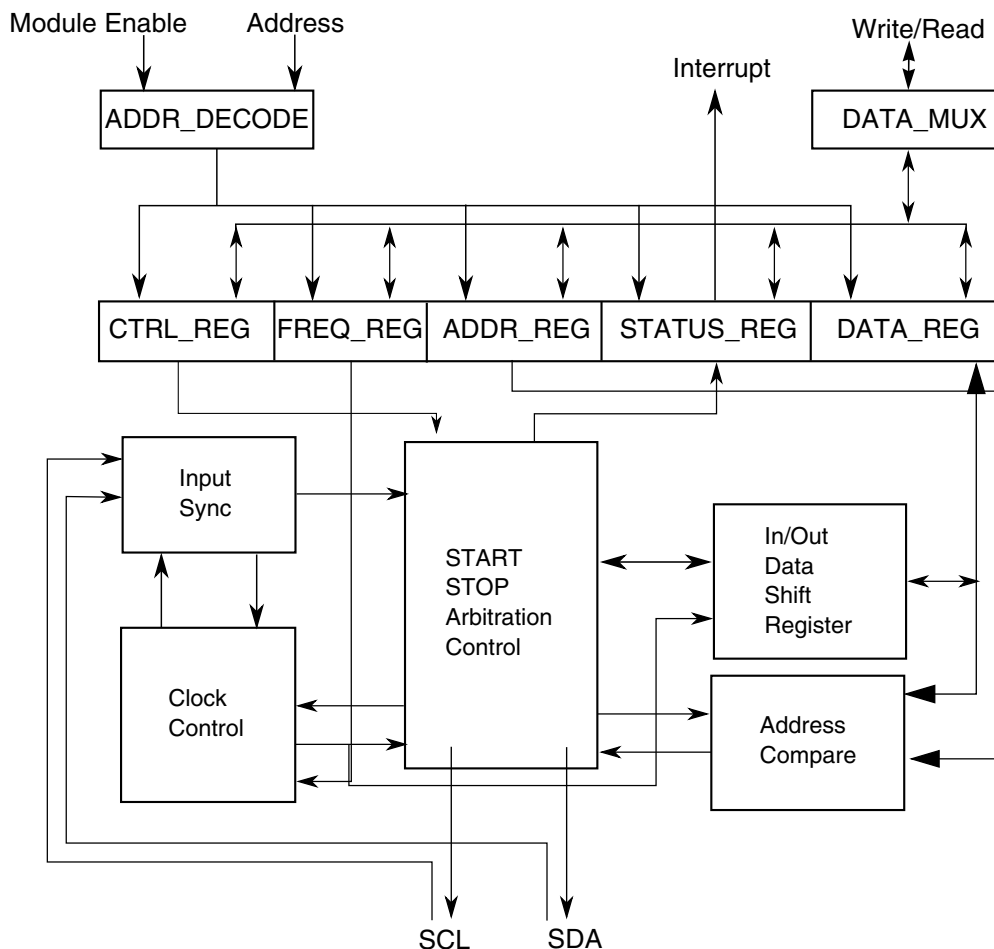 Module Enable
Address
Write/Read
Interrupt
ADDR_DECODE
DATA_MUX
CTRL_REG
FREQ_REG
ADDR_REG
STATUS_REG
DATA_REG
Input
Sync
START
STOP
Arbitration
Control
In/Out
Data
Shift
Register
Clock
Control
Address
Compare
SCL
SDA